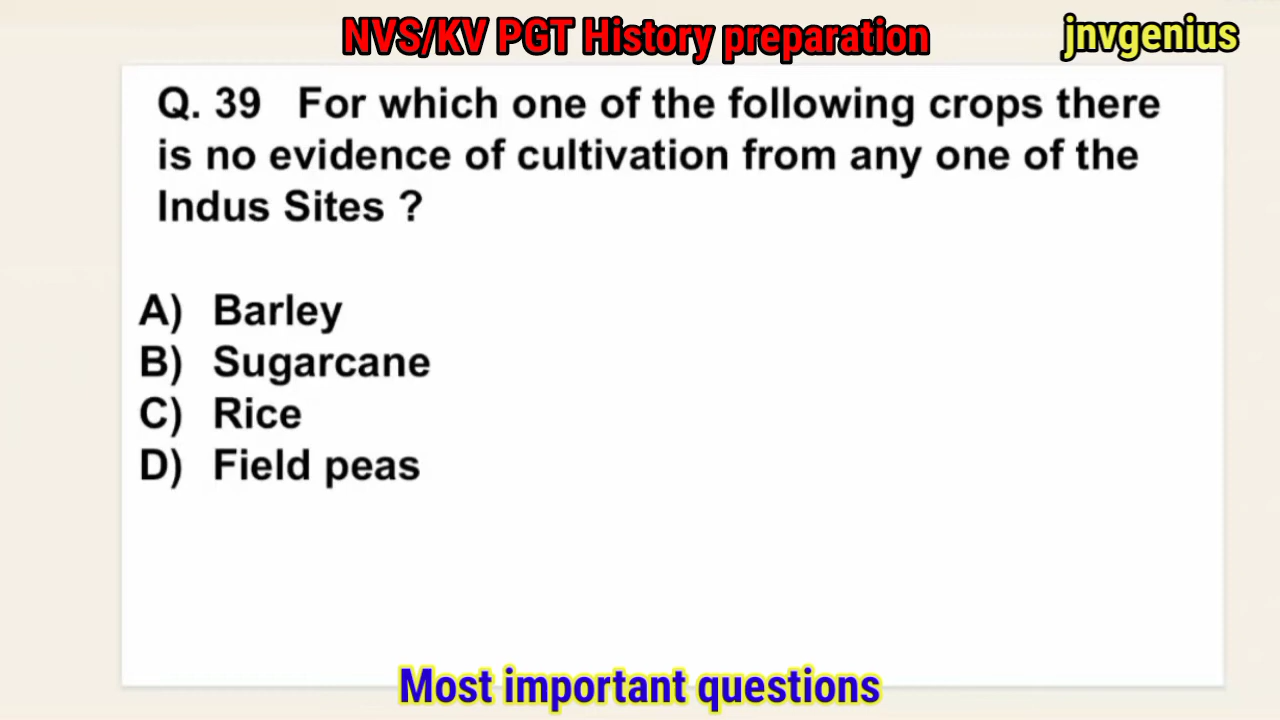 NVS/KV PGT History preparation
jnvgenius
Q. 39 For which one of the following crops there
is no evidence of cultivation from any one of the
Indus Sites ?
A) Barley
B) Sugarcane
C) Rice
D) Field peas
Most important questions